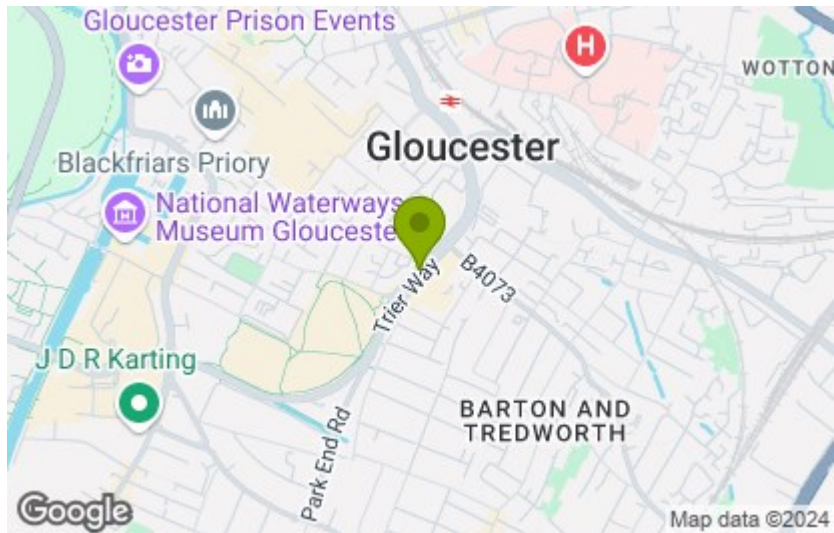 Gloucester Prison Events
H
WOTTON
Gloucester
Blackfriars Priory
National Waterways
Museum Glouceste
Trier Way
B4073
J D R Karting
BARTON AND
TREDWORTH
Park End Rd
Google
Map data ©2024